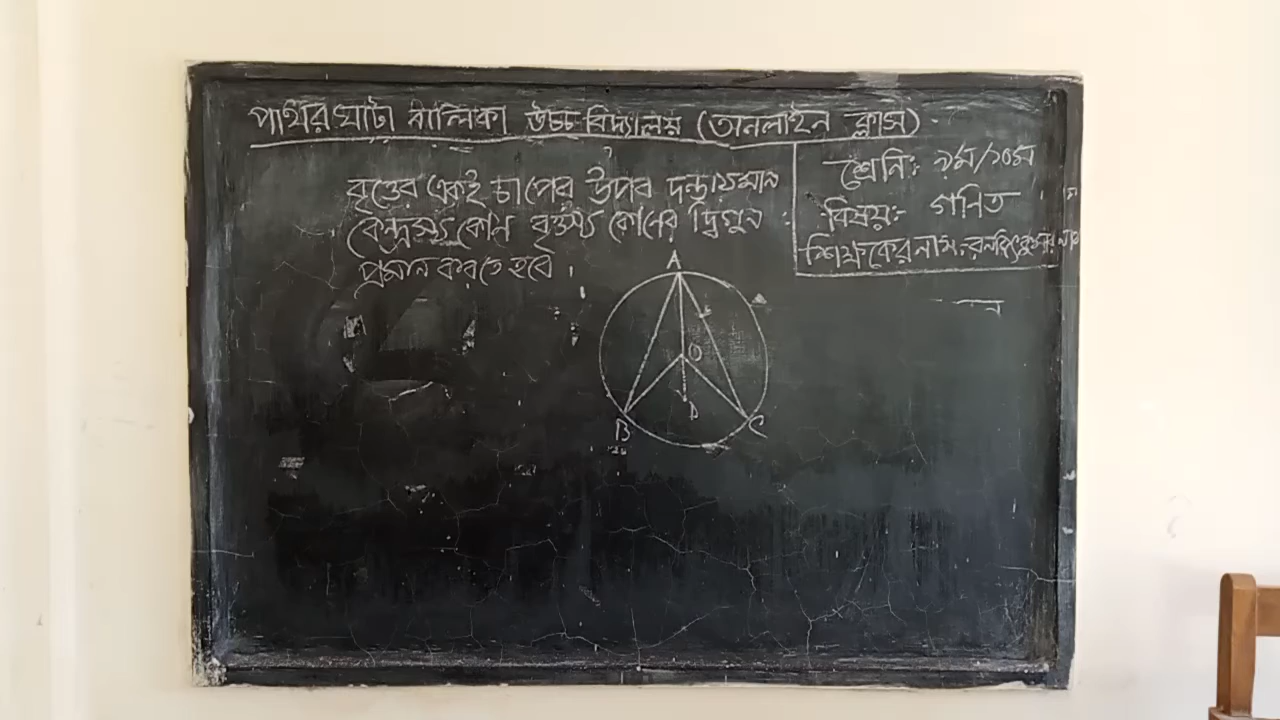 পাথরঘাটা বালিকা উচ্চ বিদ্যালয় (অনলাইন ক্লাস)
শ্রেনি: ৯ম/১০ম
বিষয়:- গনিত
শিক্ষকের নাম:
বৃত্তের একই চাপের উপর দন্ডায়মান
কেন্দ্রস্থ্য কোন বৃত্তস্থ্য কোনের দ্বিগুন
প্রমান করতে হবে।
A
O
D
B
C